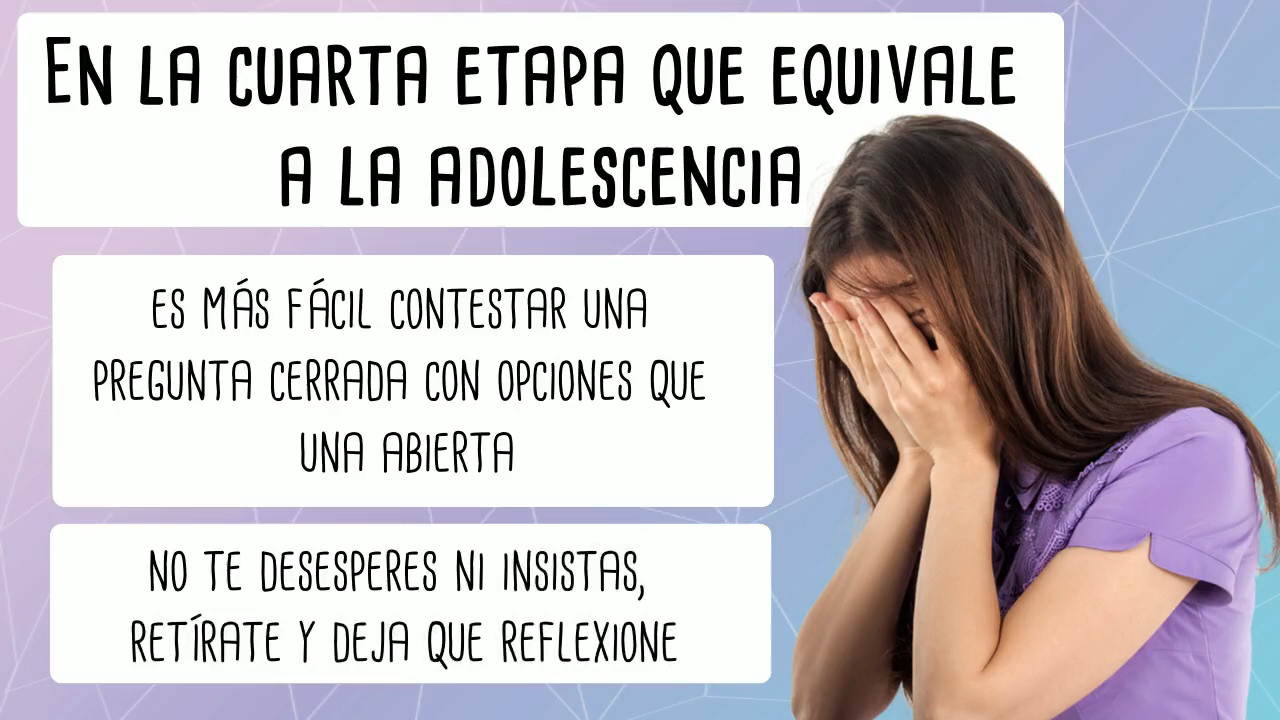 En la cuarta etapa que equivale
a la adolescencia
es más fácil contestar una
pregunta cerrada con opciones que
una abierta
no te desesperes ni insistas,
retírate y deja que reflexione